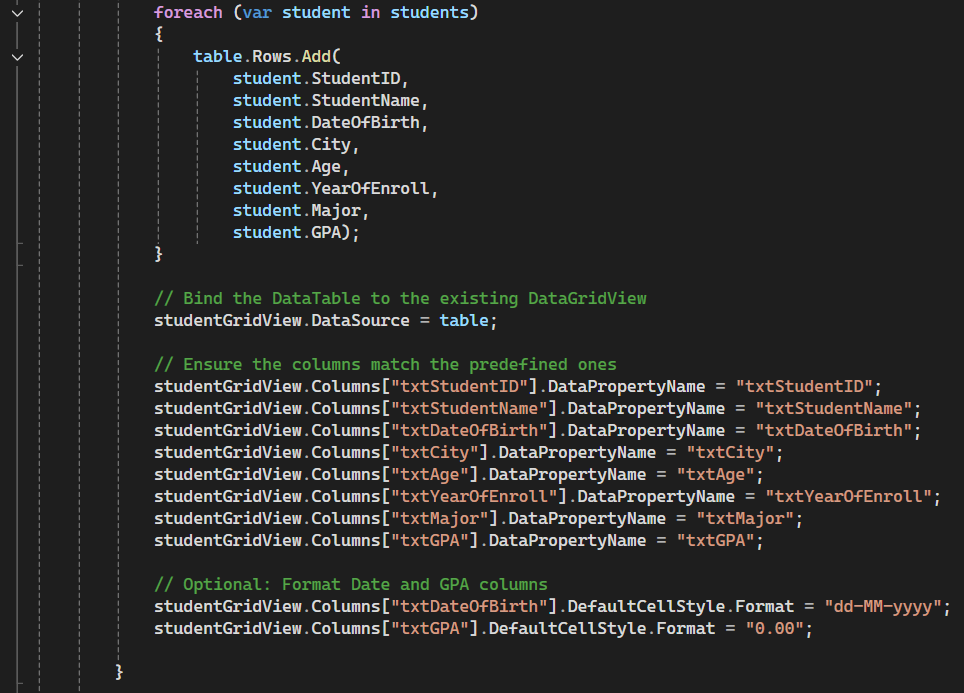 foreach (var student in students)
{
table.Rows.Add(
student.StudentID,
student.StudentName,
student.DateOfBirth,
student.City,
student.Age,
student.YearOfEnroll,
student.Major,
student.GPA);
}
// Bind the DataTable to the existing DataGridView
studentGridView.DataSource = table;
// Ensure the columns match the predefined ones
studentGridView.Columns["txtStudentID"].DataPropertyName = "txtStudentID";
studentGridView.Columns["txtStudentName"].DataPropertyName = "txtStudentName";
studentGridView.Columns["txtDateOfBirth"].DataPropertyName = "txtDateOfBirth";
studentGridView.Columns["txtCity"].DataPropertyName = "txtCity";
studentGridView.Columns["txtAge"].DataPropertyName = "txtAge";
studentGridView.Columns["txtYearOfEnroll"].DataPropertyName = "txtYearOfEnroll";
studentGridView.Columns["txtMajor"].DataPropertyName = "txtMajor";
studentGridView.Columns["txtGPA"].DataPropertyName = "txtGPA";
// Optional: Format Date and GPA columns
studentGridView.Columns["txtDateOfBirth"].DefaultCellStyle.Format = "dd-MM-yyyy";
studentGridView.Columns["txtGPA"].DefaultCellStyle.Format = "0.00";
}